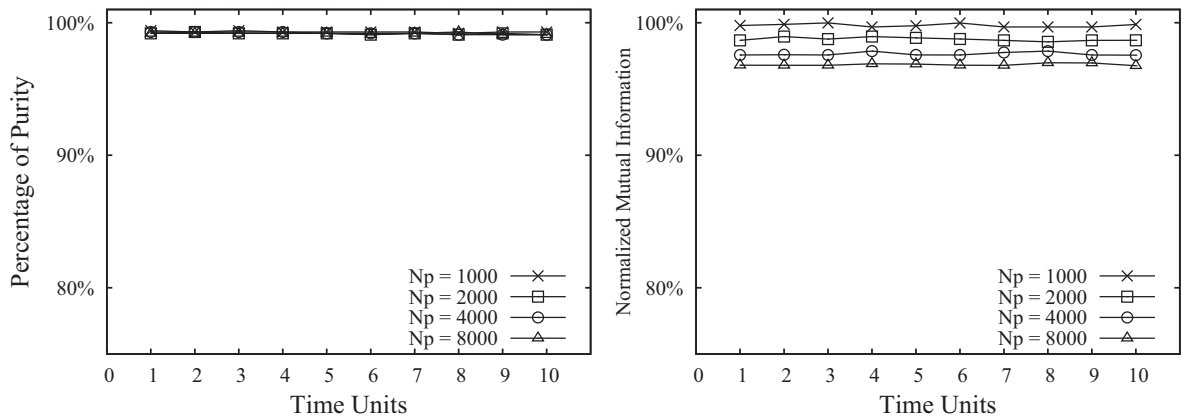 100%
90%
80%
Percentage of Purity
Np = 1000
Np = 2000
Np = 4000
Np = 8000
0 1 2 3 4 5 6 7 8 9 10
Time Units
100%
90%
80%
Normalized Mutual Information
Np = 1000
Np = 2000
Np = 4000
Np = 8000
0 1 2 3 4 5 6 7 8 9 10
Time Units